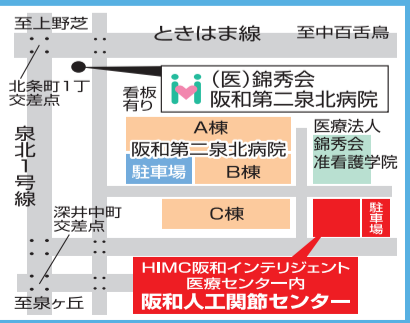 至上野芝
ときはま線
至中百舌鳥
北条町1丁
交差点
看板
有り
(医)錦秀会
阪和第二泉北病院
A棟
阪和第二泉北病院
駐車場
B棟
医療法人
錦秀会
准看護学院
泉北1号線
深井中町
交差点
C棟
駐車場
HIMC阪和インテリジェント
医療センター内
阪和人工関節センター
至泉ヶ丘